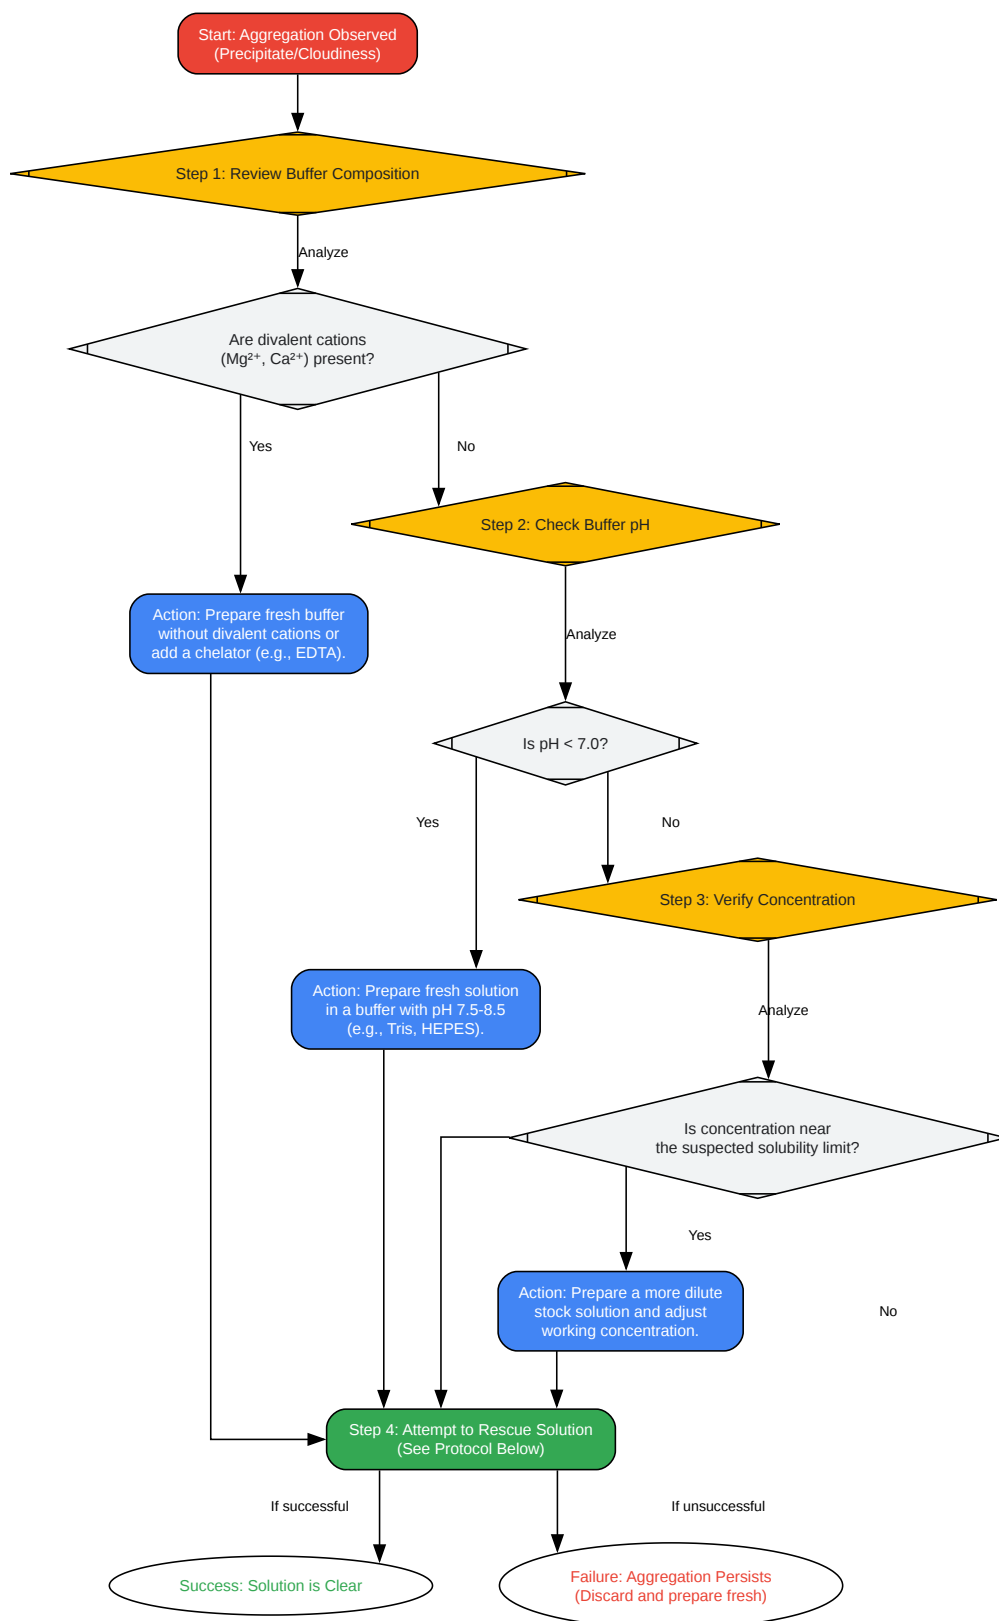 Start: Aggregation Observed
(Precipitate/Cloudiness)
Step 1: Review Buffer Composition
Analyze
Are divalent cations
(Mg²⁺, Ca²⁺) present?
Yes
No
Step 2: Check Buffer pH
Action: Prepare fresh buffer
without divalent cations or
add a chelator (e.g., EDTA).
Analyze
Is pH < 7.0?
Yes
No
Step 3: Verify Concentration
Action: Prepare fresh solution
in a buffer with pH 7.5-8.5
(e.g., Tris, HEPES).
Analyze
Is concentration near
the suspected solubility limit?
Yes
No
Action: Prepare a more dilute
stock solution and adjust
working concentration.
Step 4: Attempt to Rescue Solution
(See Protocol Below)
If successful
If unsuccessful
Success: Solution is Clear
Failure: Aggregation Persists
(Discard and prepare fresh)